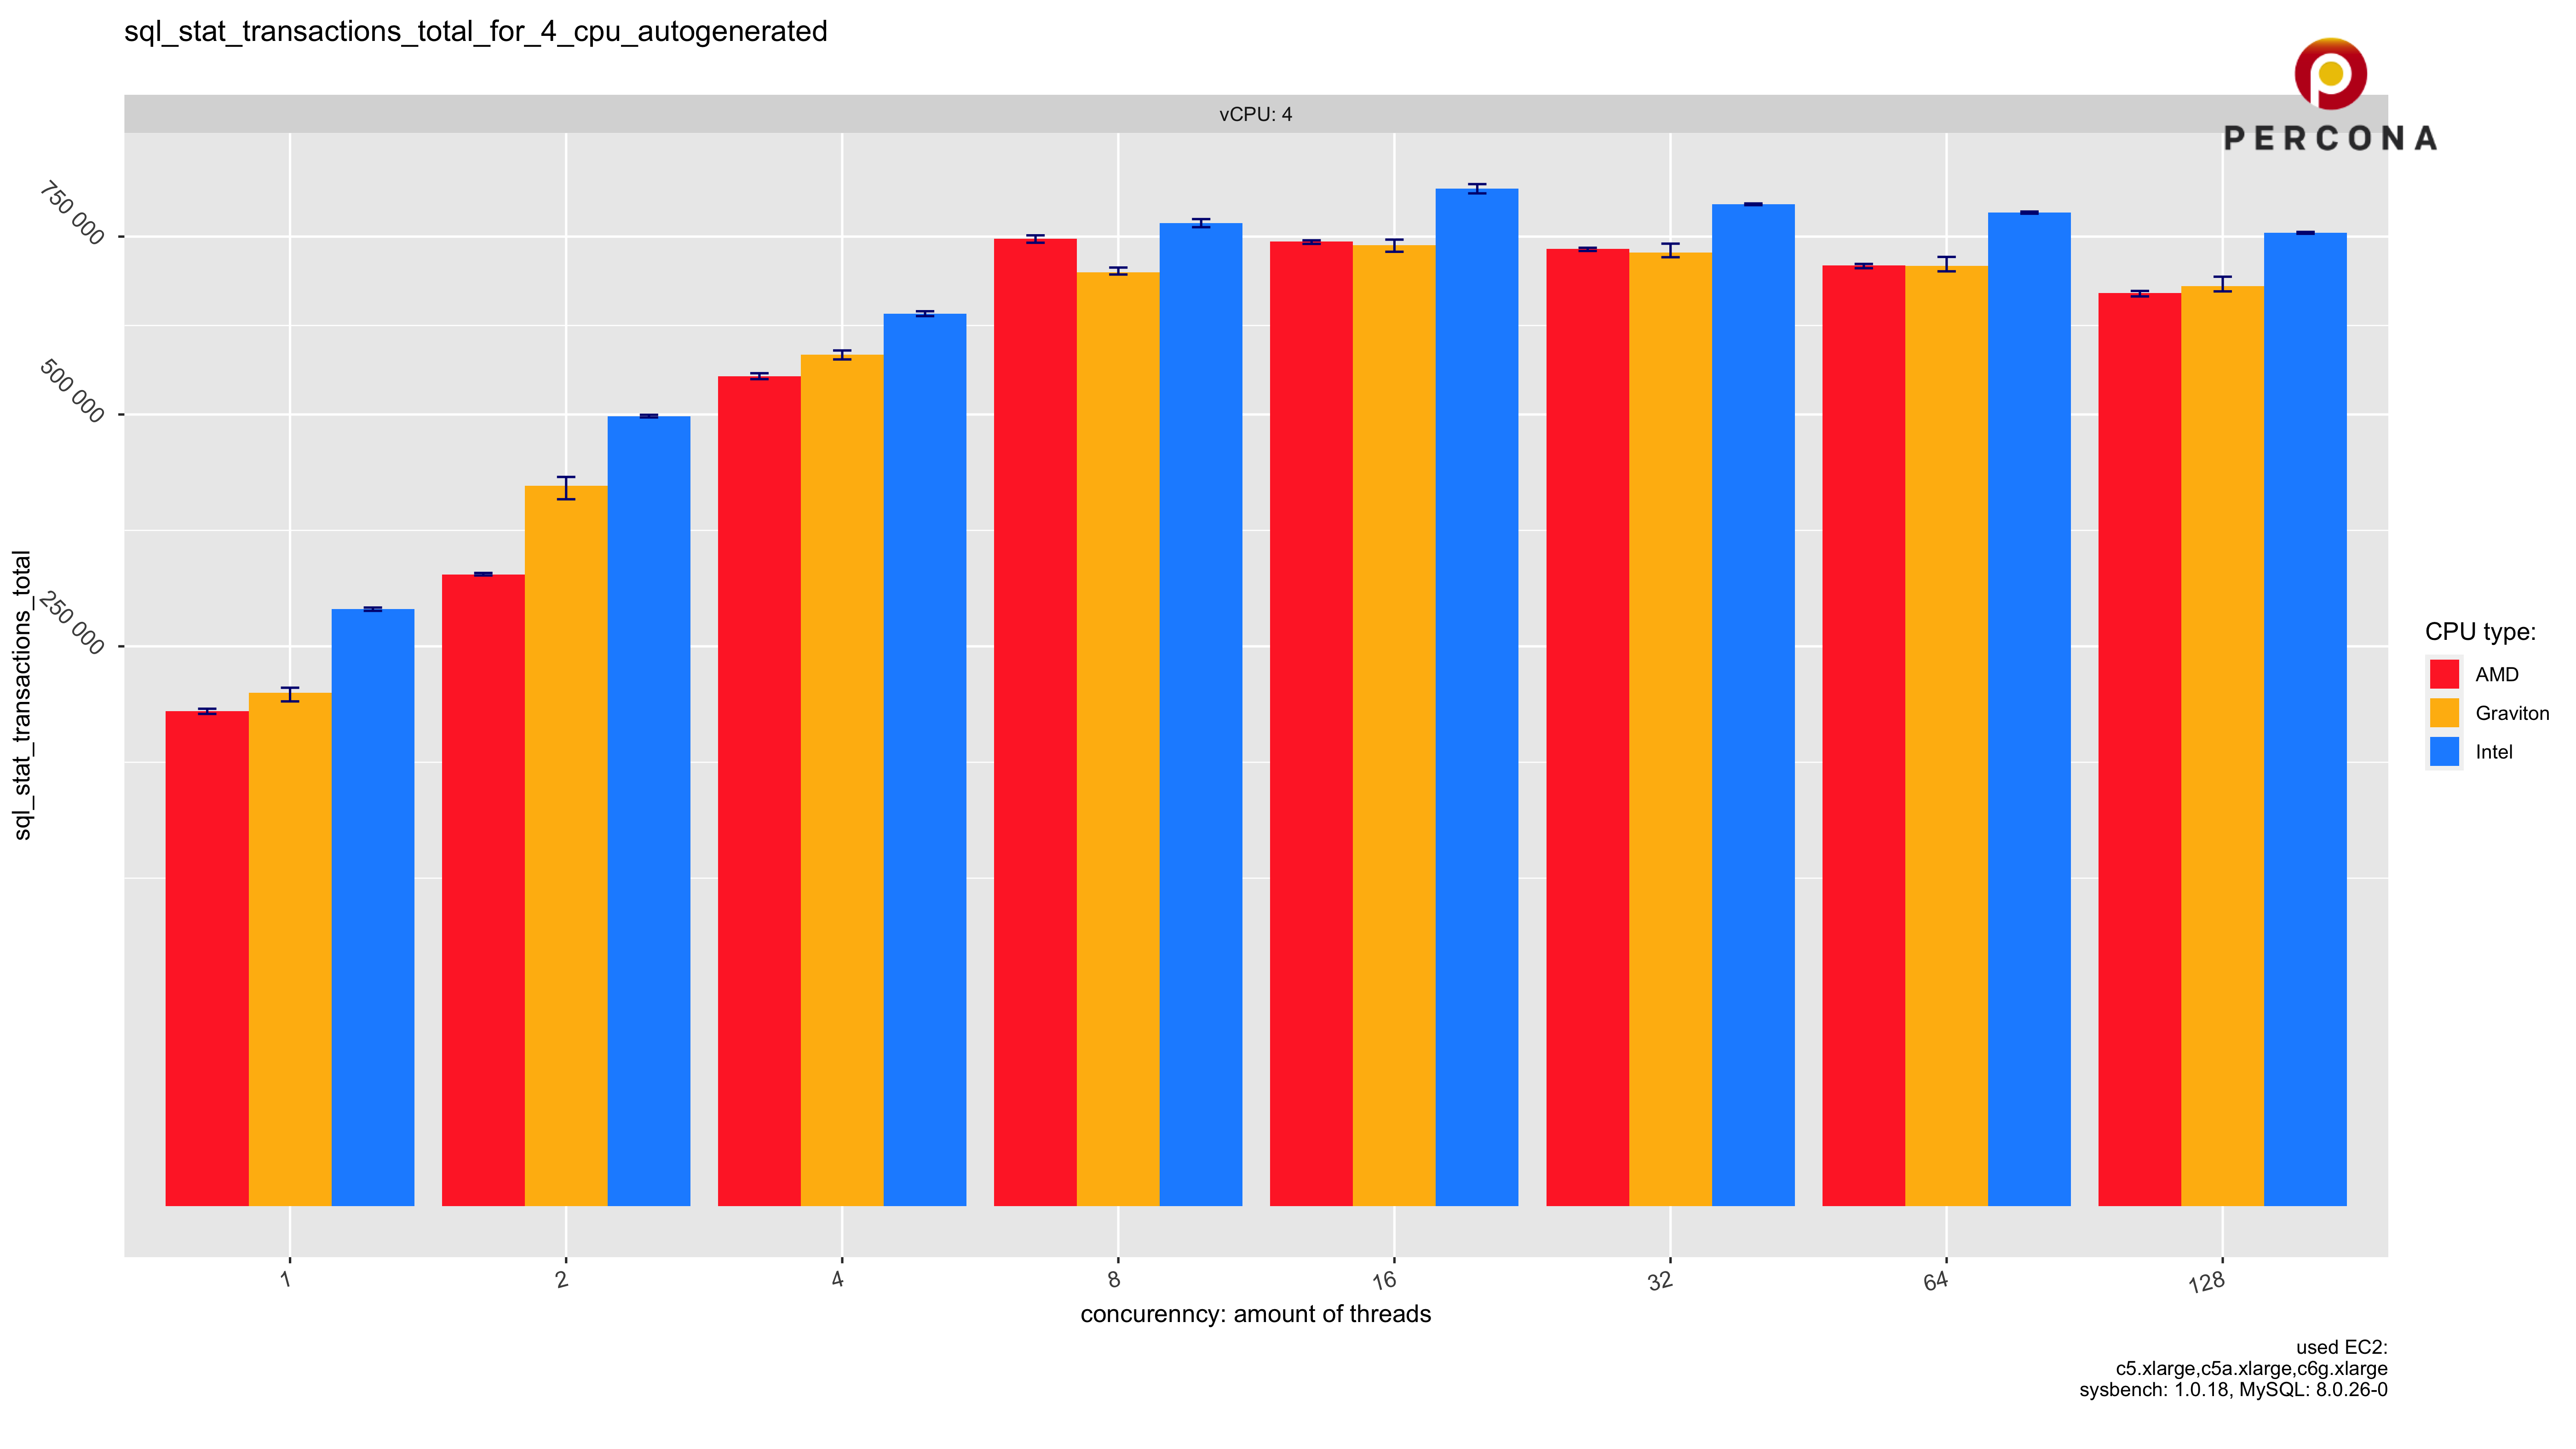 sql_stat_transactions_total_for_4_cpu_autogenerated
PERCONA
vCPU: 4
750 000
500 000
250 000
sql_stat_transactions_total
CPU type:
AMD
Graviton
Intel
1
2
4
8
16
32
64
128
concurenncy: amount of threads
used EC2:
c5.xlarge,c5a.xlarge,c6g.xlarge
sysbench: 1.0.18, MySQL: 8.0.26-0